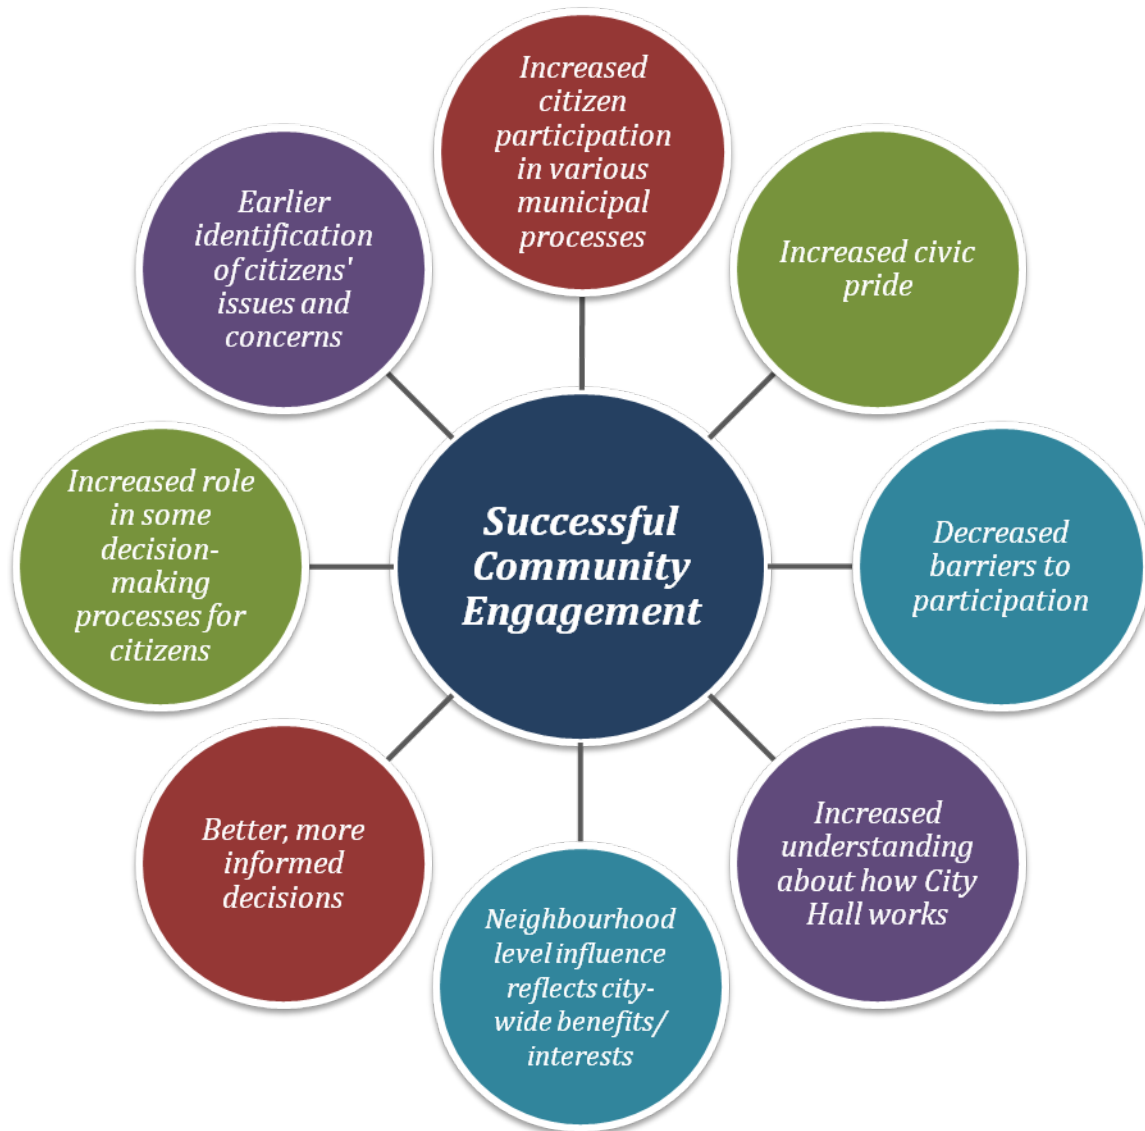 Increased
citizen
participation
in various
municipal
processes
Increased civic
pride
Decreased
barriers to
participation
Increased
understanding
about how City
Hall works
Neighbourhood
level influence
reflects city-
wide benefits/
interests
Better, more
informed
decisions
Increased role
in some
decision-
making
processes for
citizens
Earlier
identification
of citizens'
issues and
concerns
Successful
Community
Engagement